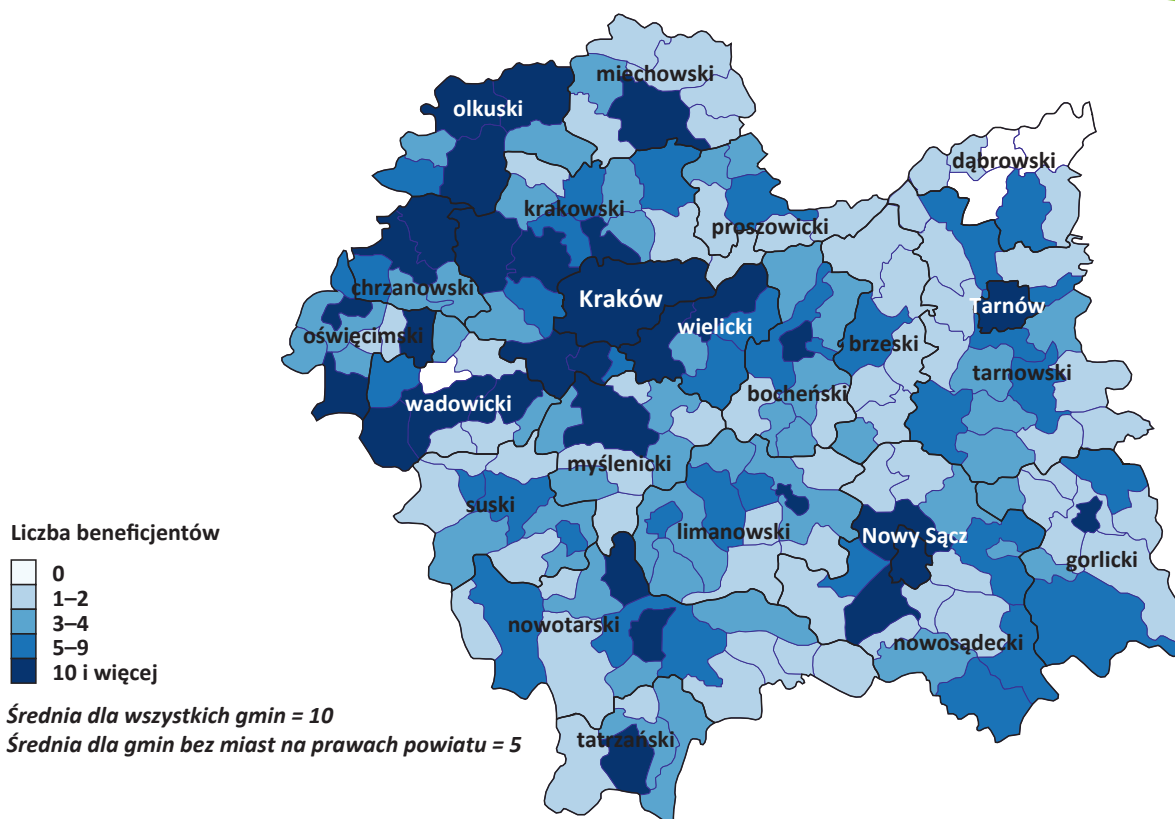 miechowski
olkuski
dąbrowski
krakowski
proszowicki
chrzanowski
Kraków
Tarnów
oświęcimski
wielicki
brzeski
tarnowski
wadowicki
bocheński
myślenicki
suski
limanowski
Nowy Sącz
gorlicki
nowotarski
nowosądecki
tatrzański
Liczba beneficjentów
0
1–2
3–4
5–9
10 i więcej
Średnia dla wszystkich gmin = 10
Średnia dla gmin bez miast na prawach powiatu = 5